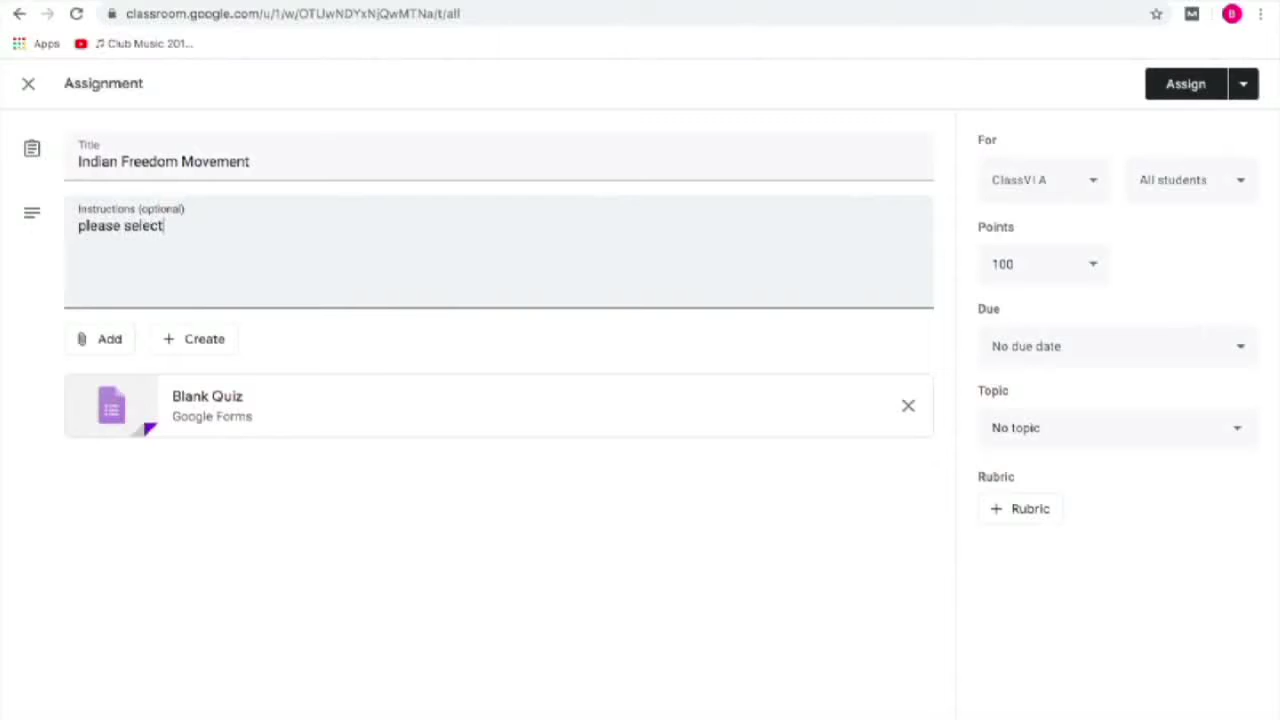 classroom.google.com/u/1/w/OTUwNDYxNjQwMTNa/t/all
B
Apps
Club Music 201...
Assignment
Assign
Title
Indian Freedom Movement
Instructions (optional)
please select
Add
Create
Blank Quiz
Google Forms
For
ClassVI A
All students
Points
100
Due
No due date
Topic
No topic
Rubric
Rubric